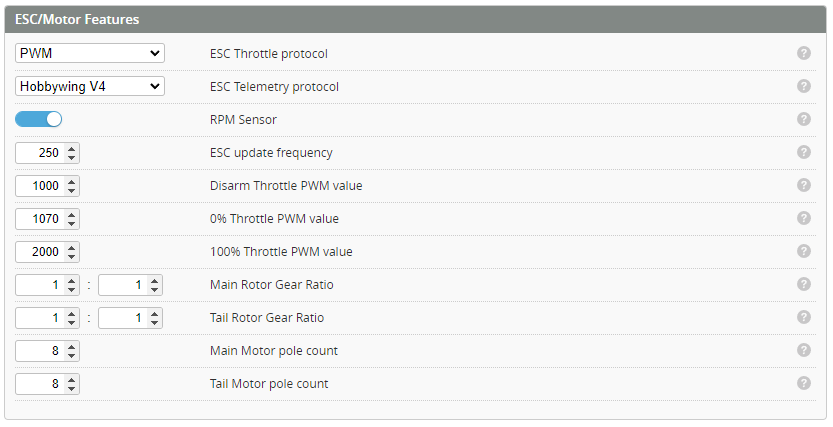 ESC/Motor Features
PWM ESC Throttle protocol ?
Hobbywing V4 ESC Telemetry protocol ?
RPM Sensor ?
250 ESC update frequency ?
1000 Disarm Throttle PWM value ?
1070 0% Throttle PWM value ?
2000 100% Throttle PWM value ?
1 : 1 Main Rotor Gear Ratio ?
1 : 1 Tail Rotor Gear Ratio ?
8 Main Motor pole count ?
8 Tail Motor pole count ?